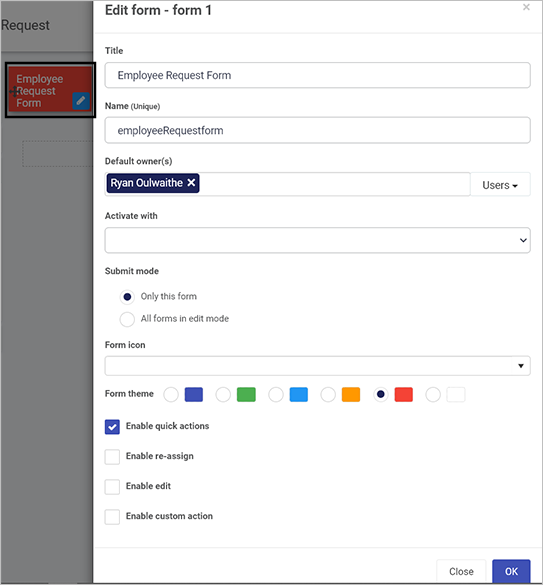 Request
Employee
Request
Form
Edit form - form 1
×
Title
Employee Request Form
Name (Unique)
employeeRequestform
Default owner(s)
Ryan Oulwaithe ×
Users
Activate with
Submit mode
Only this form
All forms in edit mode
Form icon
Form theme
Enable quick actions
Enable re-assign
Enable edit
Enable custom action
Close OK